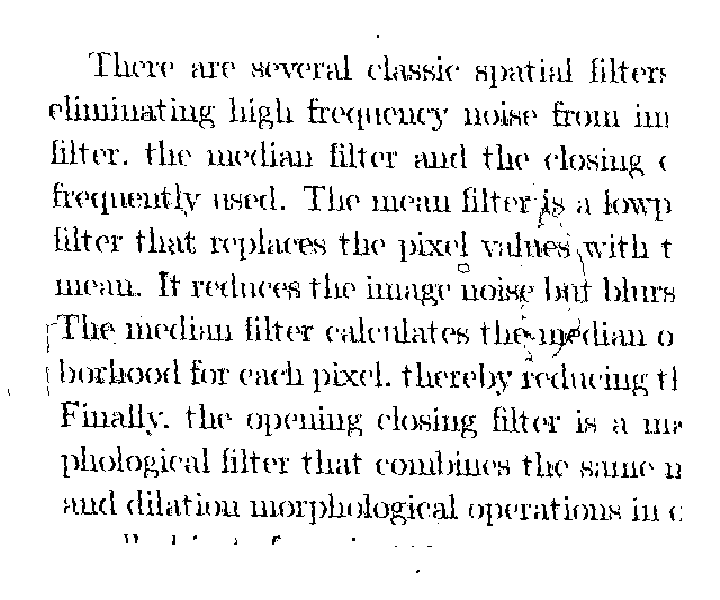 There are several classic spatial filters
eliminating high frequency noise from im
filter, the median filter and the closing
frequently used. The mean filter is a lowp
filter that replaces the pixel values with t
mean. It reduces the image noise but blurs
The median filter calculates the median o
borhood for each pixel, thereby reducing th
Finally, the opening closing filter is a ma
phological filter that combines the same n
and dilation morphological operations in